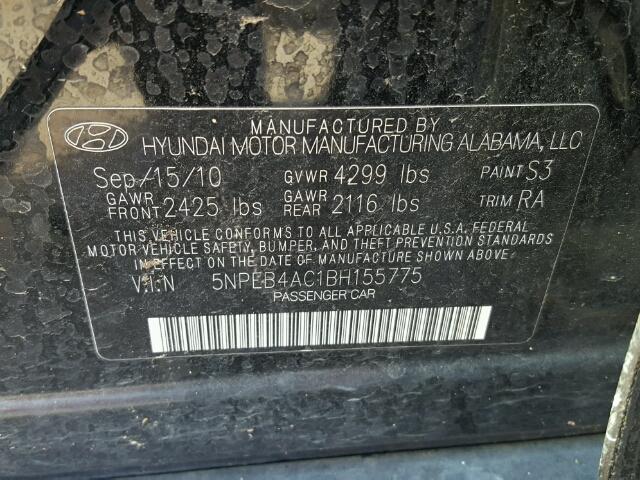 MANUFACTURED BY
HYUNDAI MOTOR MANUFACTURING ALABAMA, LLC
Sep/15/10 GVWR 4299 lbs PAINT S3
GAWR FRONT 2425 lbs GAWR REAR 2116 lbs TRIM RA
THIS VEHICLE CONFORMS TO ALL APPLICABLE U.S.A. FEDERAL
MOTOR VEHICLE SAFETY, BUMPER, AND THEFT PREVENTION STANDARDS
IN EFFECT ON THE DATE OF MANUFACTURE SHOWN ABOVE.
V.I.N 5NPEB4AC1BH155775
PASSENGER CAR